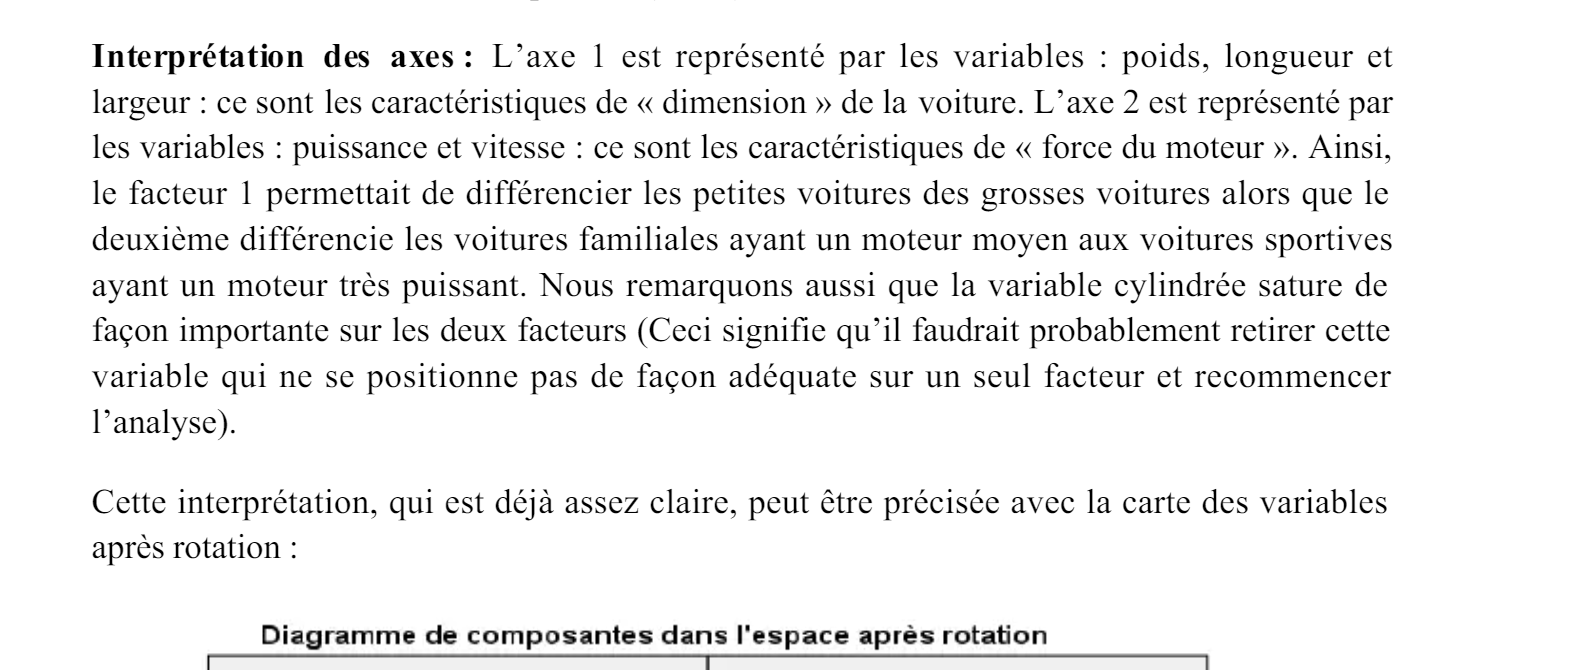 Interprétation des axes : L’axe 1 est représenté par les variables : poids, longueur et
largeur : ce sont les caractéristiques de « dimension » de la voiture. L’axe 2 est représenté par
les variables : puissance et vitesse : ce sont les caractéristiques de « force du moteur ». Ainsi,
le facteur 1 permettait de différencier les petites voitures des grosses voitures alors que le
deuxième différencie les voitures familiales ayant un moteur moyen aux voitures sportives
ayant un moteur très puissant. Nous remarquons aussi que la variable cylindrée sature de
façon importante sur les deux facteurs (Ceci signifie qu’il faudrait probablement retirer cette
variable qui ne se positionne pas de façon adéquate sur un seul facteur et recommencer
l’analyse).
Cette interprétation, qui est déjà assez claire, peut être précisée avec la carte des variables
après rotation :
Diagramme de composantes dans l'espace après rotation